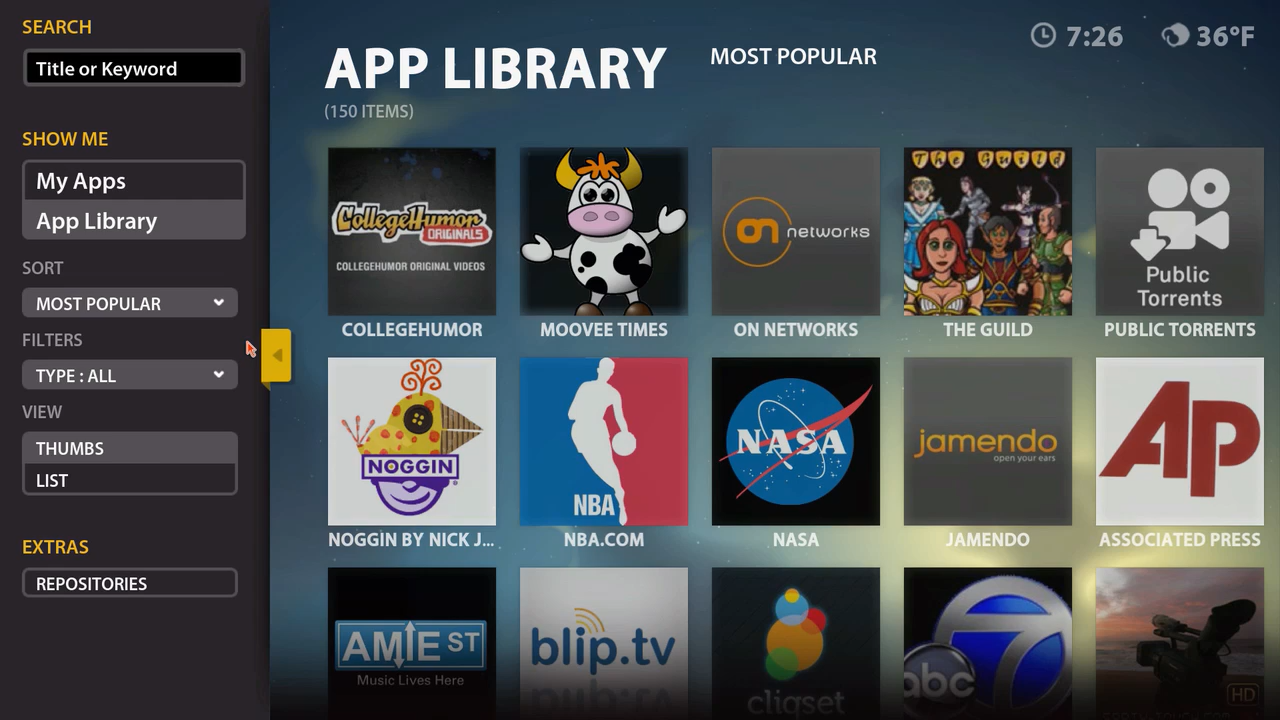 SEARCH
Title or Keyword
SHOW ME
My Apps
App Library
SORT
MOST POPULAR
FILTERS
TYPE : ALL
VIEW
THUMBS
LIST
EXTRAS
REPOSITORIES
APP LIBRARY
MOST POPULAR
7:26
36°F
(150 ITEMS)
CollegeHumor
ORIGINALS
COLLEGEHUMOR ORIGINAL VIDEOS
on networks
The Guild
Public
Torrents
COLLEGEHUMOR
MOOVEE TIMES
ON NETWORKS
THE GUILD
PUBLIC TORRENTS
NOGGIN
NBA
NASA
jamendo
open your ears
AP
NOGGIN BY NICK J...
NBA.COM
NASA
JAMENDO
ASSOCIATED PRESS
AMIE ST
Music Lives Here
blip.tv
cliqset
abc 7
HD